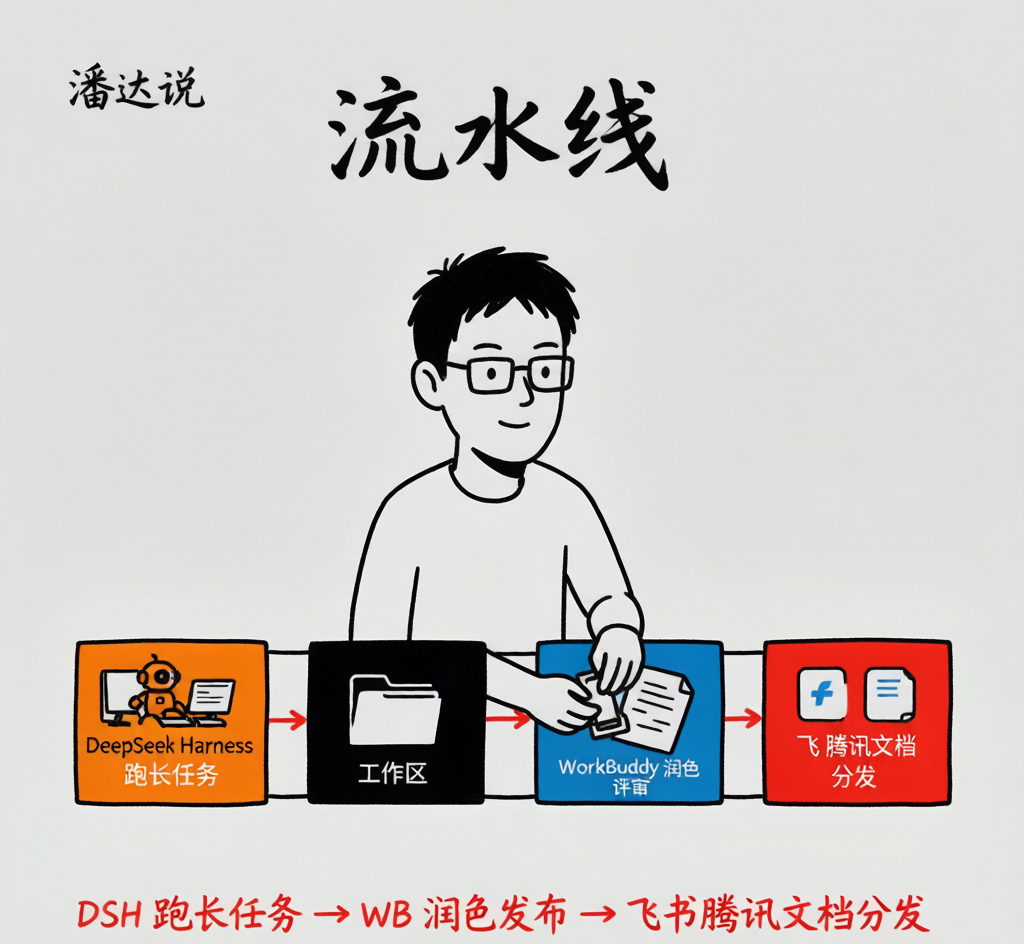 潘达说
流水线
DeepSeek Harness
跑长任务
工作区
WorkBuddy 润色
评审
飞 腾讯文档
分发
DSH 跑长任务 → WB 润色发布 → 飞书腾讯文档分发